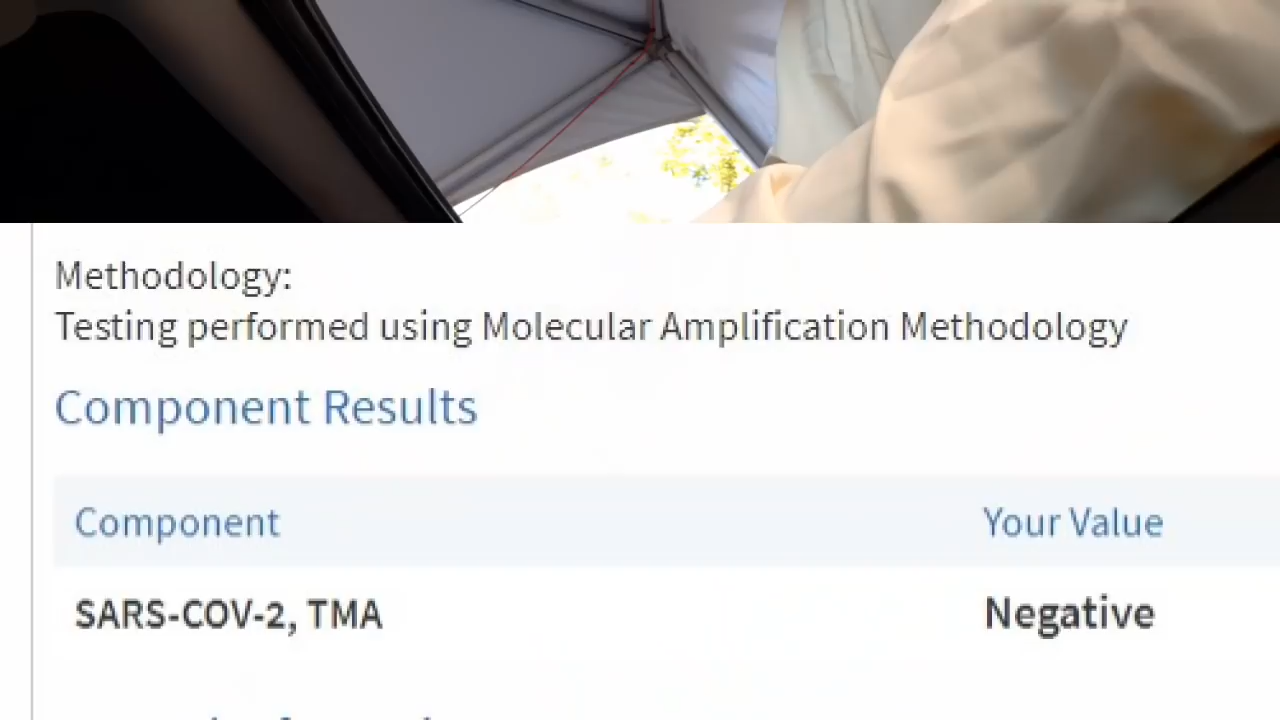 Methodology:
Testing performed using Molecular Amplification Methodology
Component Results
Component Your Value
SARS-COV-2, TMA Negative